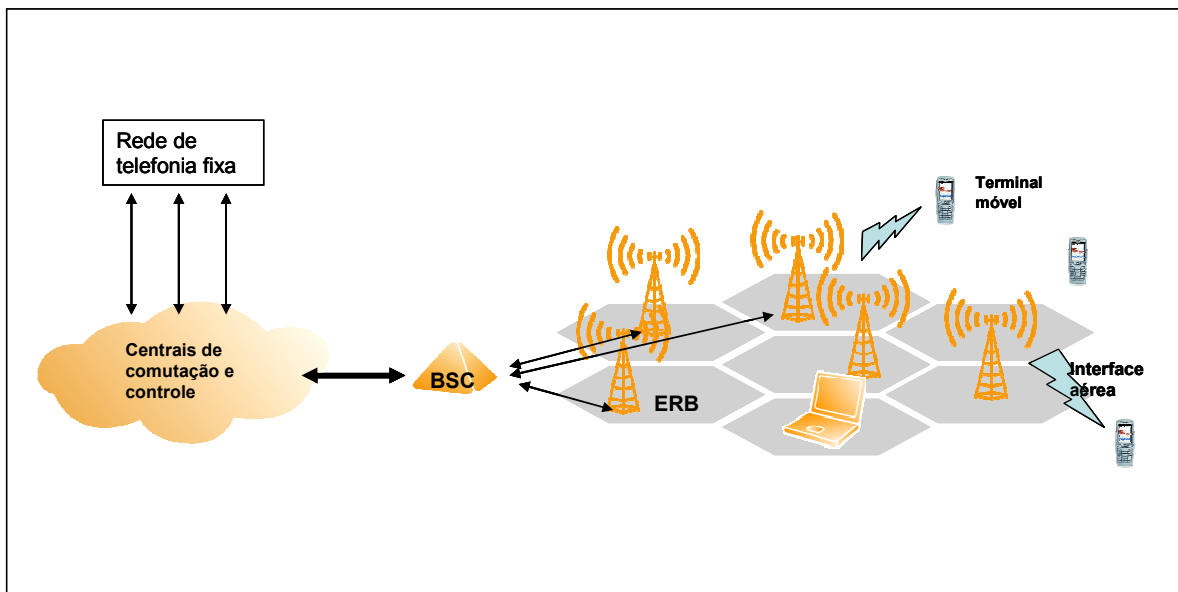 Rede de
telefonia fixa
Terminal
móvel
Centrais de
comutação e
controle
BSC
ERB
Interface
aérea